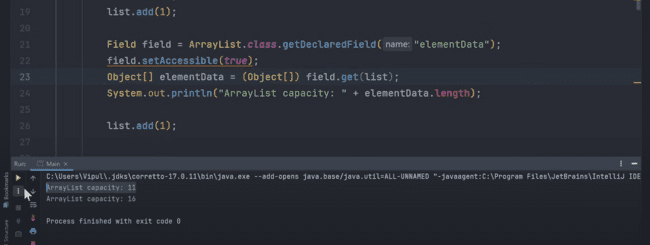 19
list.add(1);
20
21
Field field = ArrayList.class.getDeclaredField( name: "elementData");
22
field.setAccessible(true);
23
Object[] elementData = (Object[]) field.get(list);
24
System.out.println("ArrayList capacity: " + elementData.length);
25
26
list.add(1);
27
Run: Main ×
C:\Users\Vipul\.jdks\corretto-17.0.11\bin\java.exe --add-opens java.base/java.util=ALL-UNNAMED "-javaagent:C:\Program Files\JetBrains\IntelliJ IDE
ArrayList capacity: 11
ArrayList capacity: 16
Process finished with exit code 0
Bookmarks
Structure